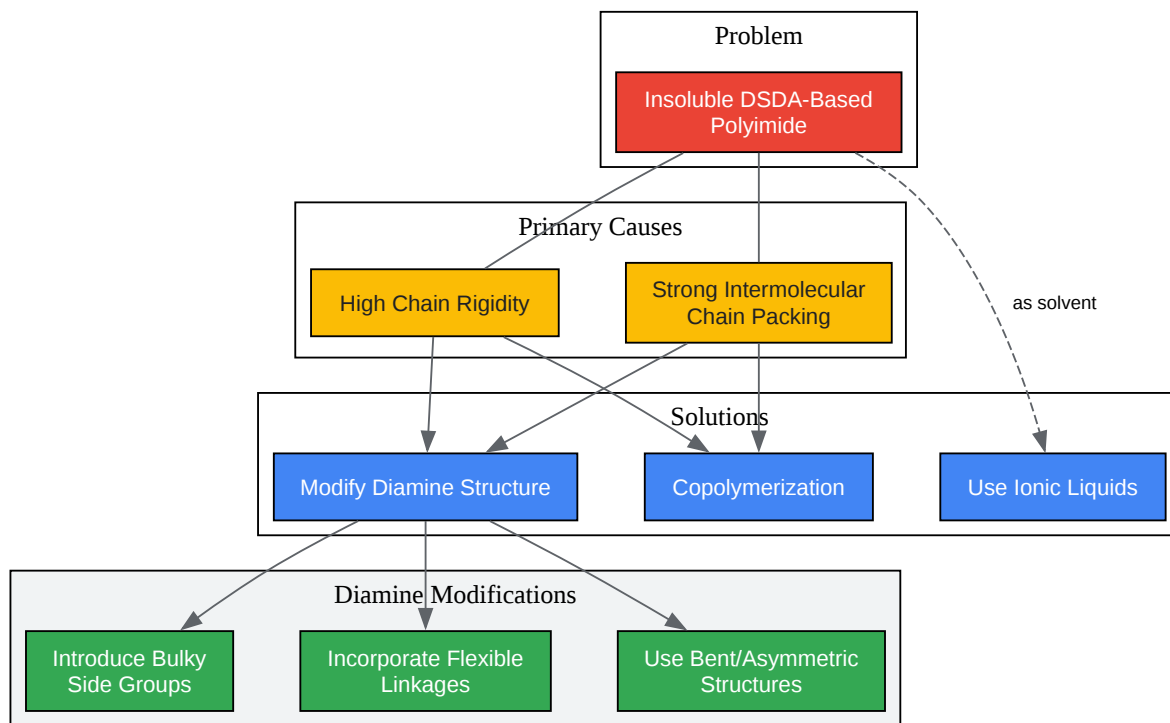 Problem
Insoluble DSDA-Based
Polyimide
Primary Causes
High Chain Rigidity
Strong Intermolecular
Chain Packing
as solvent
Solutions
Modify Diamine Structure
Copolymerization
Use Ionic Liquids
Diamine Modifications
Introduce Bulky
Side Groups
Incorporate Flexible
Linkages
Use Bent/Asymmetric
Structures